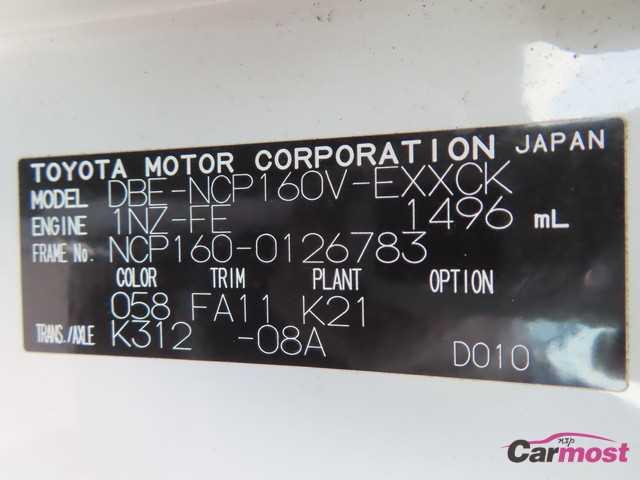 TOYOTA MOTOR CORPORATION JAPAN
MODEL DBE-NCP160V-EXXCK
ENGINE 1NZ-FE 1496 mL
FRAME No. NCP160-0126783
COLOR TRIM PLANT OPTION
058 FA11 K21
TRANS./AXLE K312 -08A
D010
Carmost